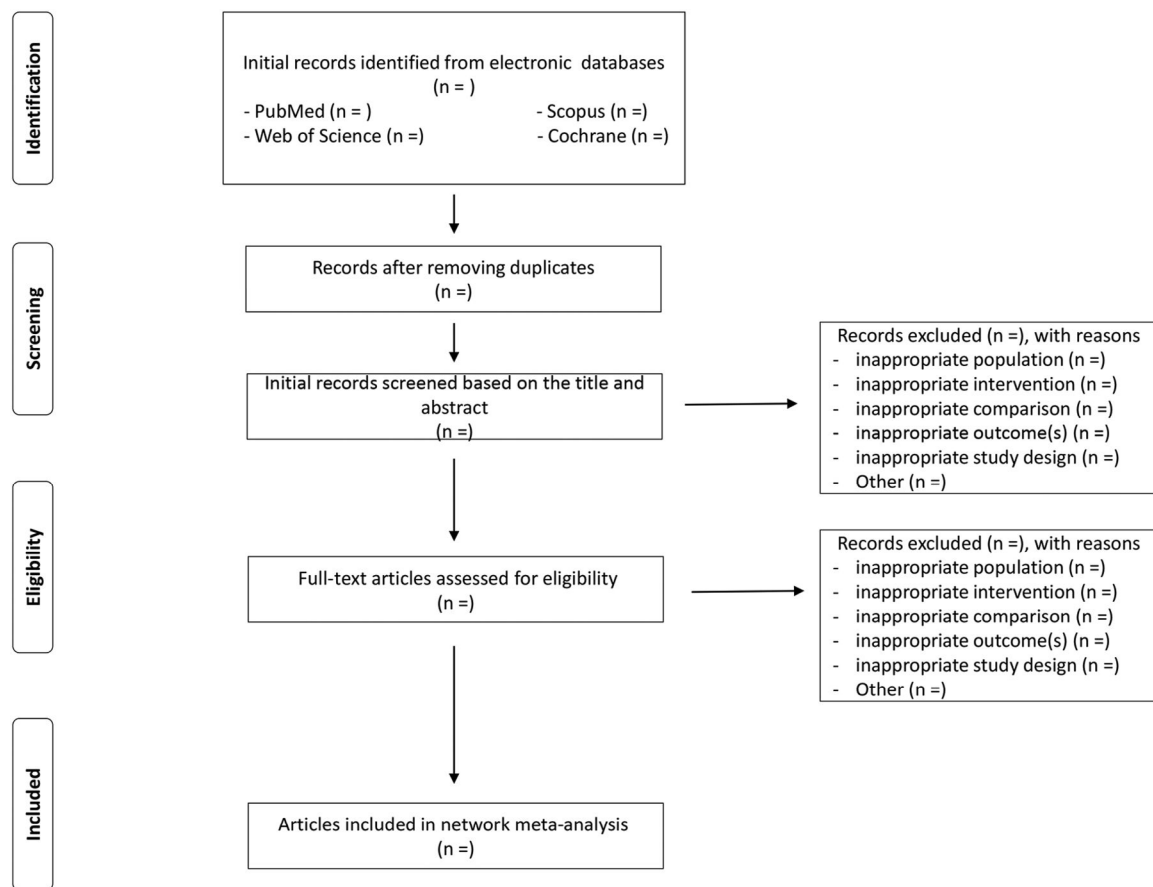 Identification
Initial records identified from electronic databases
(n = )
- PubMed (n = )
- Scopus (n =)
- Web of Science (n =)
- Cochrane (n =)
Screening
Records after removing duplicates
(n =)
Initial records screened based on the title and
abstract
(n =)
Records excluded (n =), with reasons
- inappropriate population (n =)
- inappropriate intervention (n =)
- inappropriate comparison (n =)
- inappropriate outcome(s) (n =)
- inappropriate study design (n =)
- Other (n =)
Eligibility
Full-text articles assessed for eligibility
(n =)
Records excluded (n =), with reasons
- inappropriate population (n =)
- inappropriate intervention (n =)
- inappropriate comparison (n =)
- inappropriate outcome(s) (n =)
- inappropriate study design (n =)
- Other (n =)
Included
Articles included in network meta-analysis
(n =)